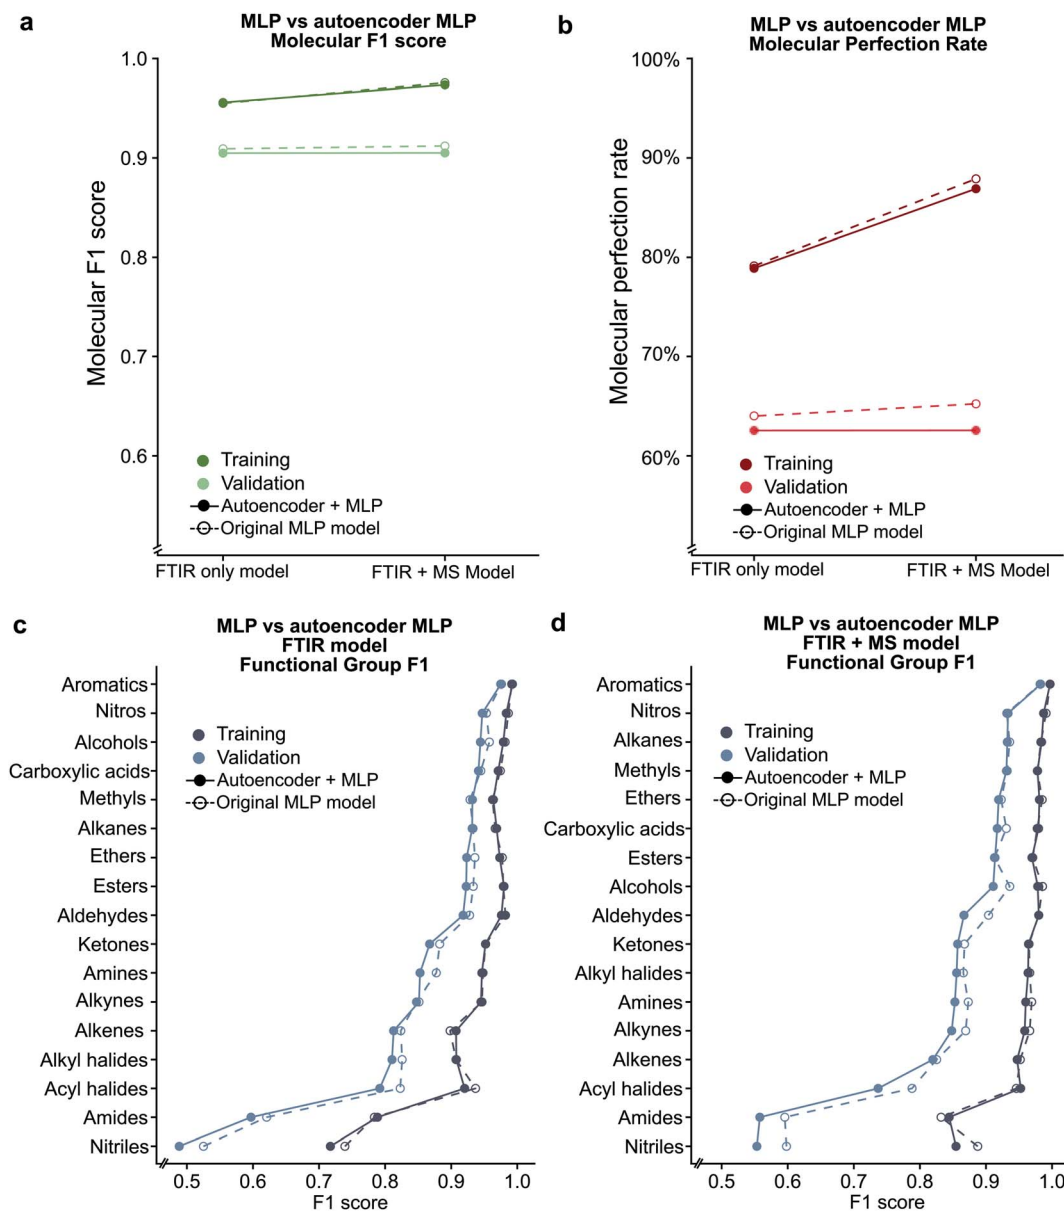 a
MLP vs autoencoder MLP
Molecular F1 score
1.0
0.9
0.8
0.7
0.6
Molecular F1 score
Training
Validation
Autoencoder + MLP
Original MLP model
FTIR only model
FTIR + MS Model
b
MLP vs autoencoder MLP
Molecular Perfection Rate
100%
90%
80%
70%
60%
Molecular perfection rate
Training
Validation
Autoencoder + MLP
Original MLP model
FTIR only model
FTIR + MS Model
c
MLP vs autoencoder MLP
FTIR model
Functional Group F1
Aromatics
Nitros
Alcohols
Carboxylic acids
Methyls
Alkanes
Ethers
Esters
Aldehydes
Ketones
Amines
Alkynes
Alkenes
Alkyl halides
Acyl halides
Amides
Nitriles
Training
Validation
Autoencoder + MLP
Original MLP model
0.5
0.6
0.7
0.8
0.9
1.0
F1 score
d
MLP vs autoencoder MLP
FTIR + MS model
Functional Group F1
Aromatics
Nitros
Alkanes
Methyls
Ethers
Carboxylic acids
Esters
Alcohols
Aldehydes
Ketones
Alkyl halides
Amines
Alkynes
Alkenes
Acyl halides
Amides
Nitriles
Training
Validation
Autoencoder + MLP
Original MLP model
0.5
0.6
0.7
0.8
0.9
1.0
F1 score